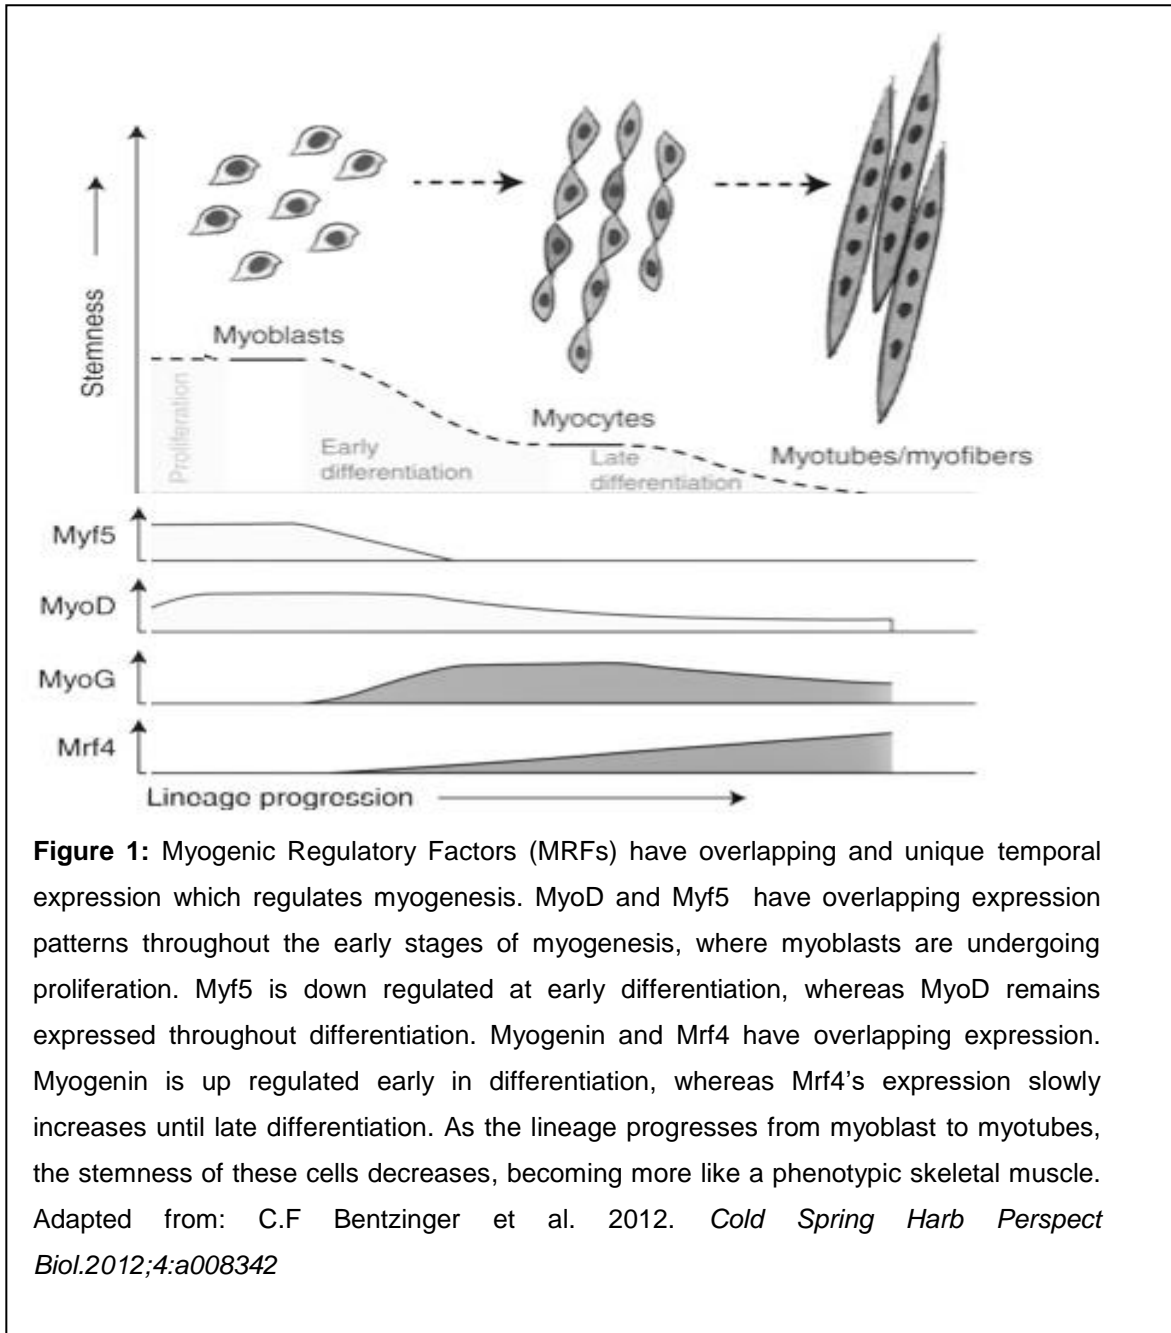 Stemness
Myoblasts
Proliferation
Early
differentiation
Myocytes
Late
differentiation
Myotubes/myofibers
Myf5
MyoD
MyoG
Mrf4
Lineage progression
Figure 1: Myogenic Regulatory Factors (MRFs) have overlapping and unique temporal
expression which regulates myogenesis. MyoD and Myf5 have overlapping expression
patterns throughout the early stages of myogenesis, where myoblasts are undergoing
proliferation. Myf5 is down regulated at early differentiation, whereas MyoD remains
expressed throughout differentiation. Myogenin and Mrf4 have overlapping expression.
Myogenin is up regulated early in differentiation, whereas Mrf4's expression slowly
increases until late differentiation. As the lineage progresses from myoblast to myotubes,
the stemness of these cells decreases, becoming more like a phenotypic skeletal muscle.
Adapted from: C.F Bentzinger et al. 2012. Cold Spring Harb Perspect
Biol.2012;4:a008342